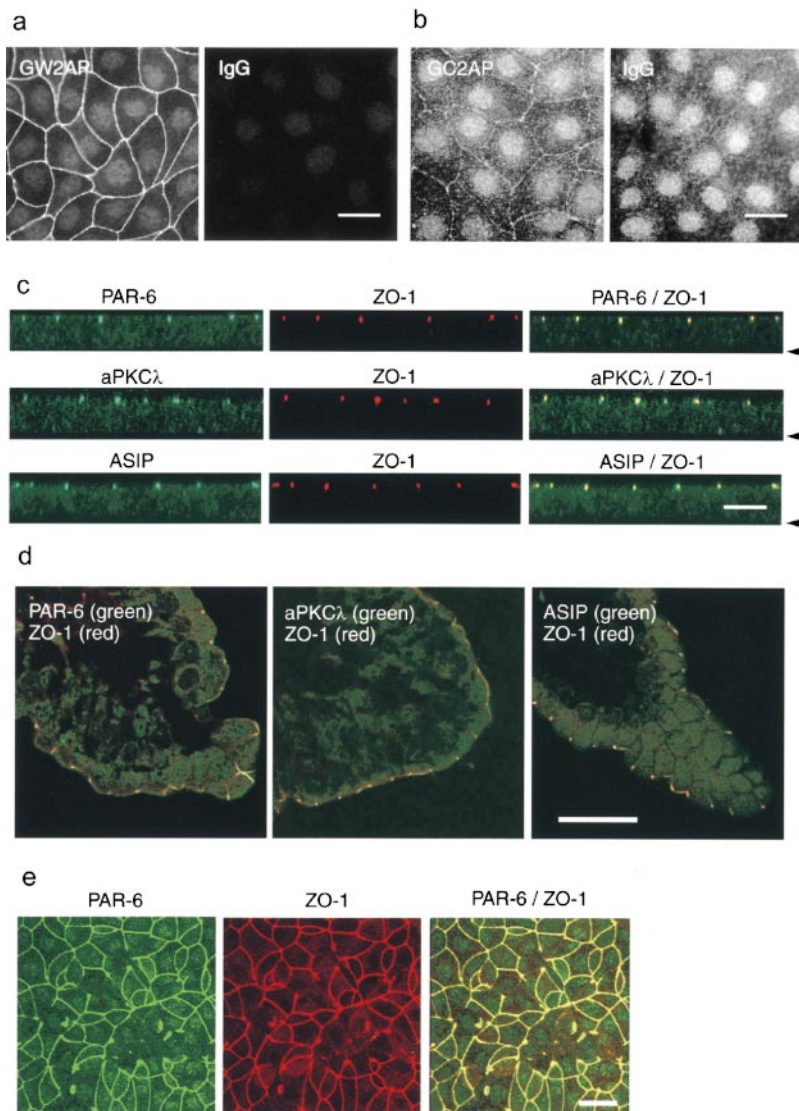 a
b
GW2AP
IgG
GC2AP
IgG
c
PAR-6
ZO-1
PAR-6 / ZO-1
aPKCλ
ZO-1
aPKCλ / ZO-1
ASIP
ZO-1
ASIP / ZO-1
d
PAR-6 (green)
ZO-1 (red)
aPKCλ (green)
ZO-1 (red)
ASIP (green)
ZO-1 (red)
e
PAR-6
ZO-1
PAR-6 / ZO-1